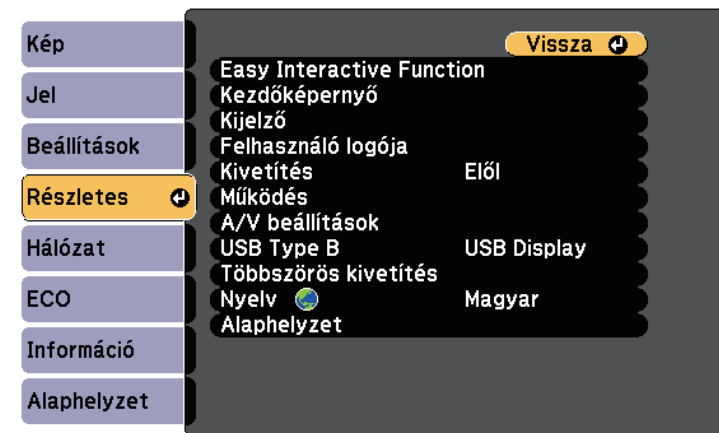 Kép
Jel
Beállítások
Részletes
Hálózat
ECO
Információ
Alaphelyzet
Vissza
Easy Interactive Function
Kezdőképernyő
Kijelző
Felhasználó logója
Kivetítés Elől
Működés
A/V beállítások
USB Type B USB Display
Többszörös kivetítés
Nyelv Magyar
Alaphelyzet